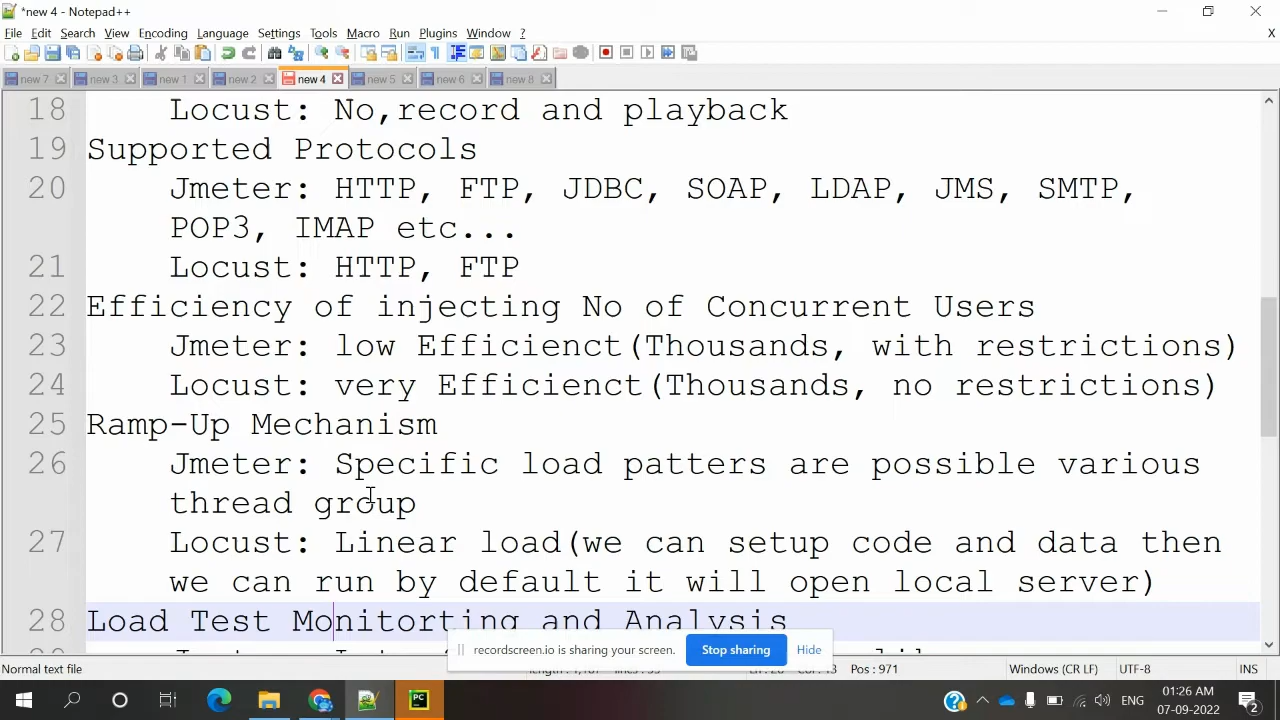 *new 4 - Notepad++
File Edit Search View Encoding Language Settings Tools Macro Run Plugins Window ? X
new 7 new 3 new 1 new 2 new 4 new 5 new 6 new 8
18 Locust: No,record and playback
19 Supported Protocols
20 Jmeter: HTTP, FTP, JDBC, SOAP, LDAP, JMS, SMTP,
POP3, IMAP etc...
21 Locust: HTTP, FTP
22 Efficiency of injecting No of Concurrent Users
23 Jmeter: low Efficienct(Thousands, with restrictions)
24 Locust: very Efficienct(Thousands, no restrictions)
25 Ramp-Up Mechanism
26 Jmeter: Specific load patters are possible various
thread group
27 Locust: Linear load(we can setup code and data then
we can run by default it will open local server)
28 Load Test Monitorting and Analysis
recordscreen.io is sharing your screen. Stop sharing Hide
Normal text file Pos : 971 Windows (CR LF) UTF-8 INS
PC ENG 01:26 AM
07-09-2022 2